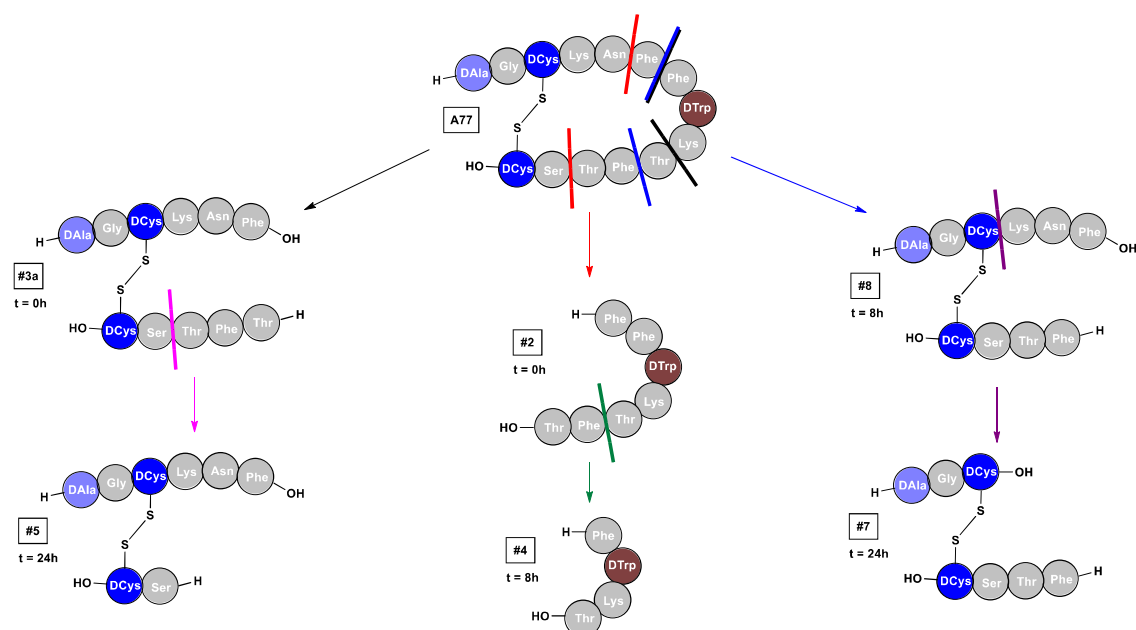 H DAla Gly DCys Lys Asn Phe Phe DTrp Lys Thr Phe Thr Ser DCys HO
S
S
A77
H DAla Gly DCys Lys Asn Phe OH
S
S
HO DCys Ser Thr Phe Thr H
#3a
t = 0h
H DAla Gly DCys Lys Asn Phe OH
S
S
HO DCys Ser H
#5
t = 24h
H Phe Phe DTrp Lys Thr Phe Thr HO
#2
t = 0h
H Phe DTrp Lys Thr HO
#4
t = 8h
H DAla Gly DCys Lys Asn Phe OH
S
S
HO DCys Ser Thr Phe H
#8
t = 8h
H DAla Gly DCys OH
S
S
HO DCys Ser Thr Phe H
#7
t = 24h